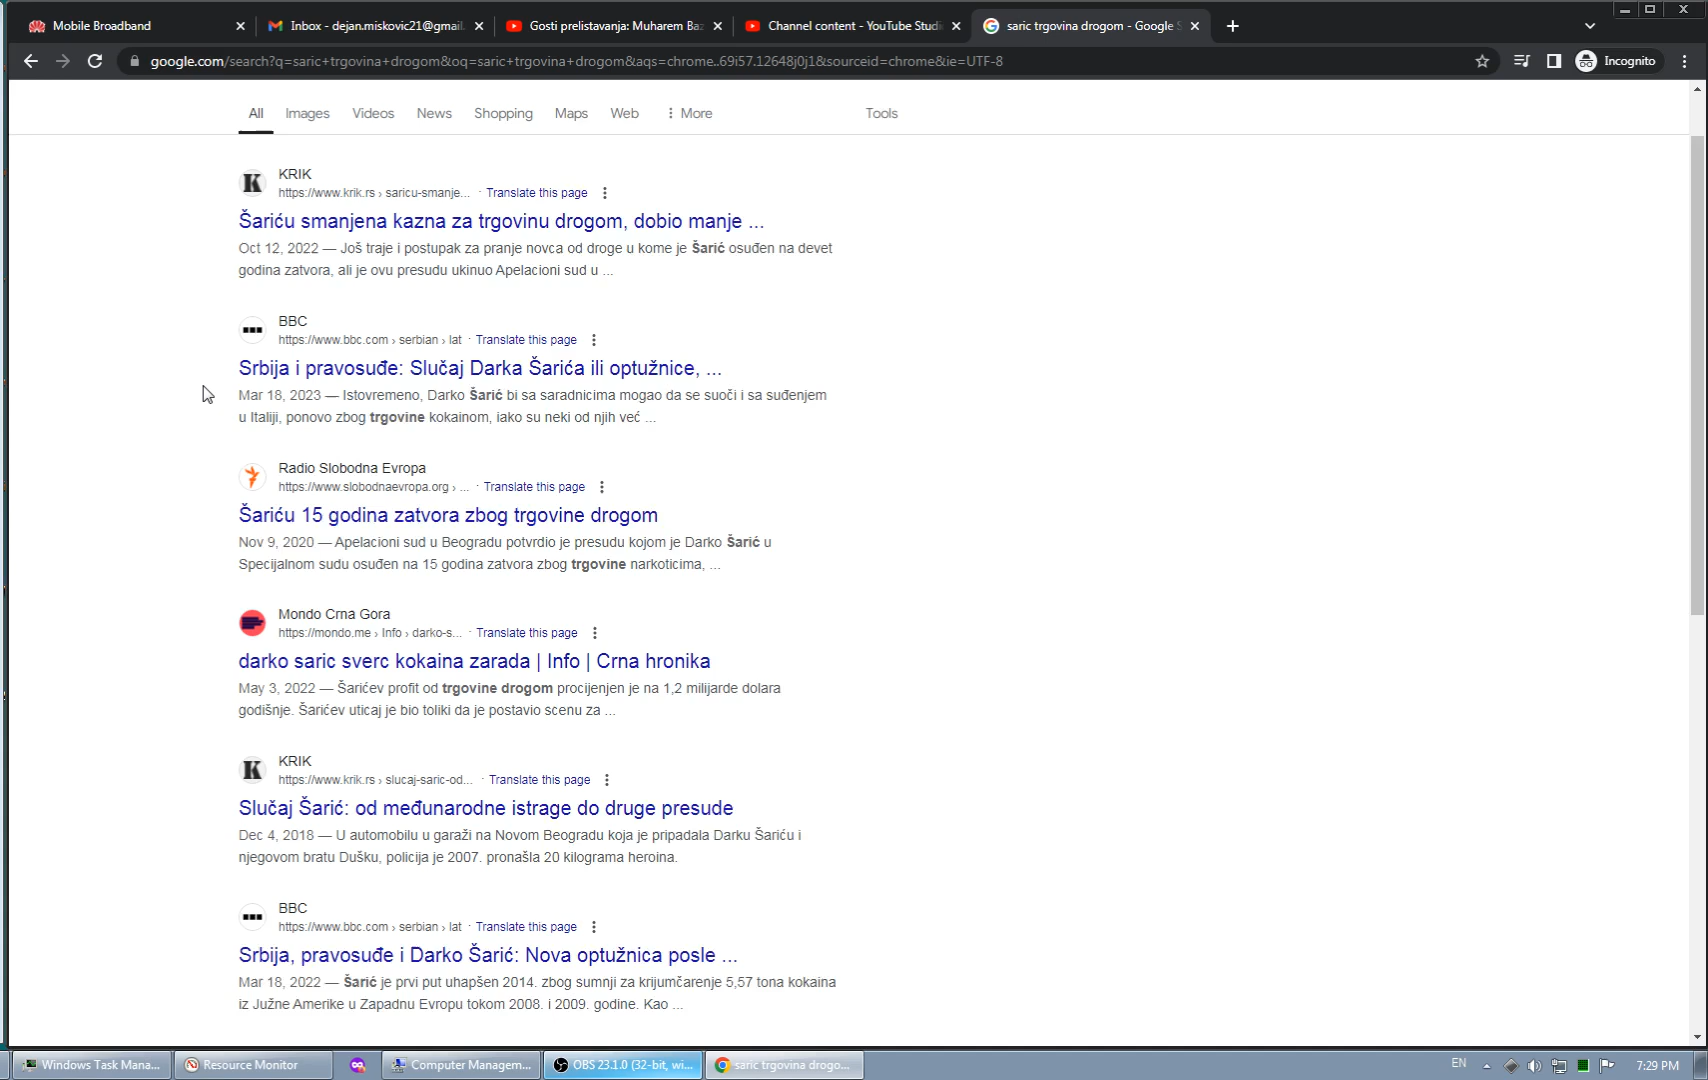 Mobile Broadband
Inbox - dejan.miskovic21@gmail.
Gosti prelistavanja: Muharem Baz
Channel content - YouTube Studi
saric trgovina drogom - Google S
google.com/search?q=saric+trgovina+drogom&oq=saric+trgovina+drogom&aqs=chrome..69i57.12648j0j1&sourceid=chrome&ie=UTF-8
Incognito
All Images Videos News Shopping Maps Web More Tools
KRIK
https://www.krik.rs › saricu-smanje... · Translate this page
Šariću smanjena kazna za trgovinu drogom, dobio manje ...
Oct 12, 2022 — Još traje i postupak za pranje novca od droge u kome je Šarić osuđen na devet
godina zatvora, ali je ovu presudu ukinuo Apelacioni sud u ...
BBC
https://www.bbc.com › serbian › lat · Translate this page
Srbija i pravosuđe: Slučaj Darka Šarića ili optužnice, ...
Mar 18, 2023 — Istovremeno, Darko Šarić bi sa saradnicima mogao da se suoči i sa suđenjem
u Italiji, ponovo zbog trgovine kokainom, iako su neki od njih već ...
Radio Slobodna Evropa
https://www.slobodnaevropa.org › ... · Translate this page
Šariću 15 godina zatvora zbog trgovine drogom
Nov 9, 2020 — Apelacioni sud u Beogradu potvrdio je presudu kojom je Darko Šarić u
Specijalnom sudu osuđen na 15 godina zatvora zbog trgovine narkoticima, ...
Mondo Crna Gora
https://mondo.me › Info › darko-s... · Translate this page
darko saric sverc kokaina zarada | Info | Crna hronika
May 3, 2022 — Šarićev profit od trgovine drogom procijenjen je na 1,2 milijarde dolara
godišnje. Šarićev uticaj je bio toliki da je postavio scenu za ...
KRIK
https://www.krik.rs › slucaj-saric-od... · Translate this page
Slučaj Šarić: od međunarodne istrage do druge presude
Dec 4, 2018 — U automobilu u garaži na Novom Beogradu koja je pripadala Darku Šariću i
njegovom bratu Dušku, policija je 2007. pronašla 20 kilograma heroina.
BBC
https://www.bbc.com › serbian › lat · Translate this page
Srbija, pravosuđe i Darko Šarić: Nova optužnica posle ...
Mar 18, 2022 — Šarić je prvi put uhapšen 2014. zbog sumnji za krijumčarenje 5,57 tona kokaina
iz Južne Amerike u Zapadnu Evropu tokom 2008. i 2009. godine. Kao ...
Windows Task Mana...
Resource Monitor
Computer Managem...
OBS 23.1.0 (32-bit, wi...
saric trgovina drogo...
EN
7:29 PM